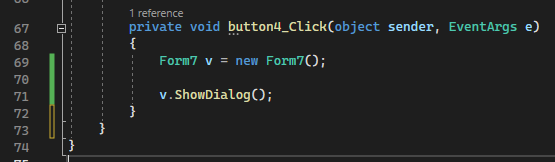 1 reference
67 private void button4_Click(object sender, EventArgs e)
68 {
69 Form7 v = new Form7();
70
71 v.ShowDialog();
72 }
73 }
74 }